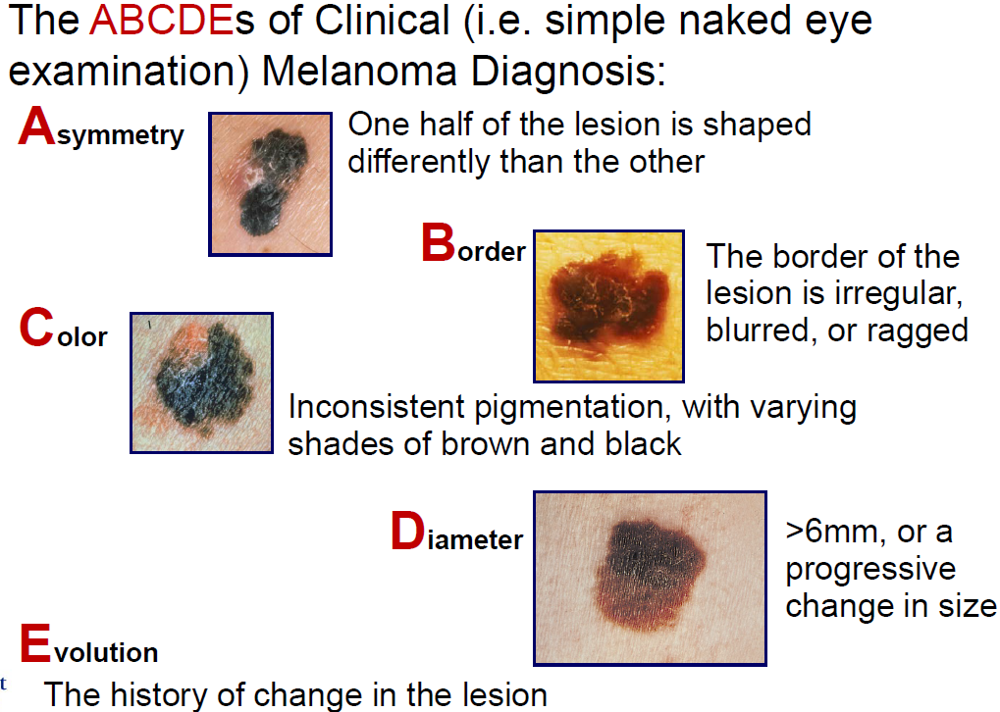 The ABCDEs of Clinical (i.e. simple naked eye
examination) Melanoma Diagnosis:
Asymmetry
One half of the lesion is shaped
differently than the other
Border
The border of the
lesion is irregular,
blurred, or ragged
Color
Inconsistent pigmentation, with varying
shades of brown and black
Diameter
>6mm, or a
progressive
change in size
Evolution
t
The history of change in the lesion